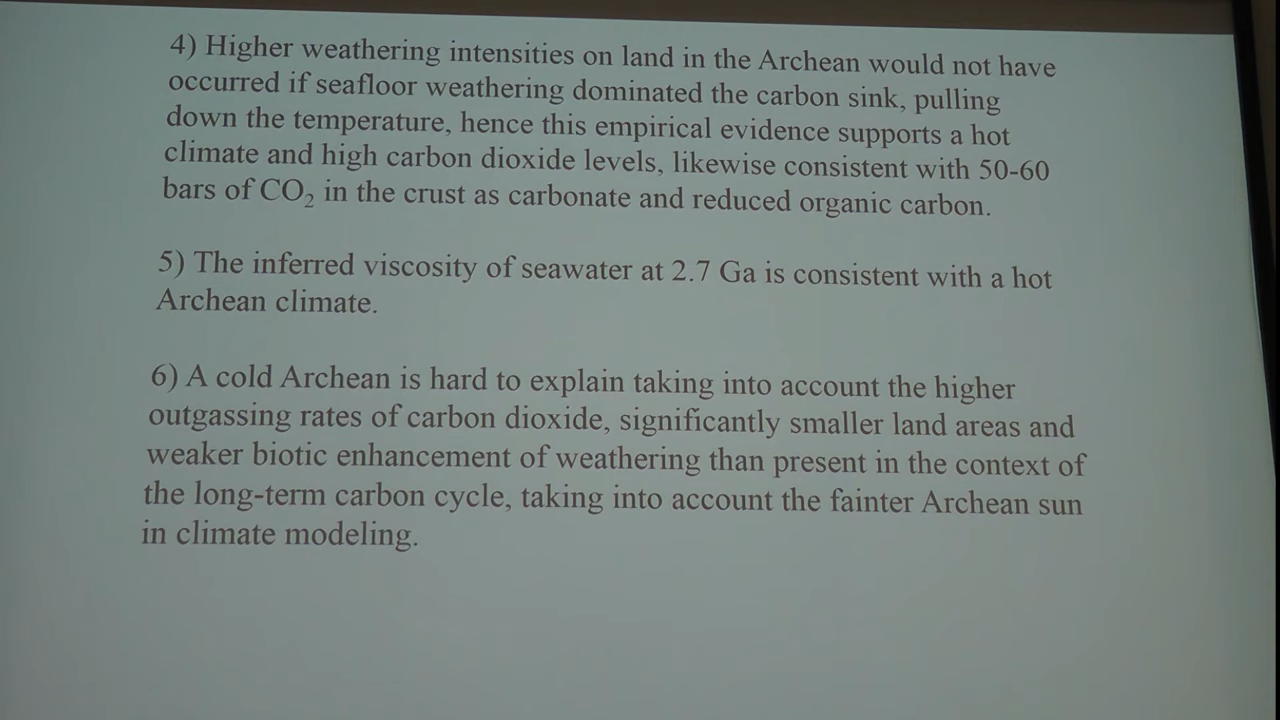 4) Higher weathering intensities on land in the Archean would not have
occurred if seafloor weathering dominated the carbon sink, pulling
down the temperature, hence this empirical evidence supports a hot
climate and high carbon dioxide levels, likewise consistent with 50-60
bars of CO₂ in the crust as carbonate and reduced organic carbon.
5) The inferred viscosity of seawater at 2.7 Ga is consistent with a hot
Archean climate.
6) A cold Archean is hard to explain taking into account the higher
outgassing rates of carbon dioxide, significantly smaller land areas and
weaker biotic enhancement of weathering than present in the context of
the long-term carbon cycle, taking into account the fainter Archean sun
in climate modeling.